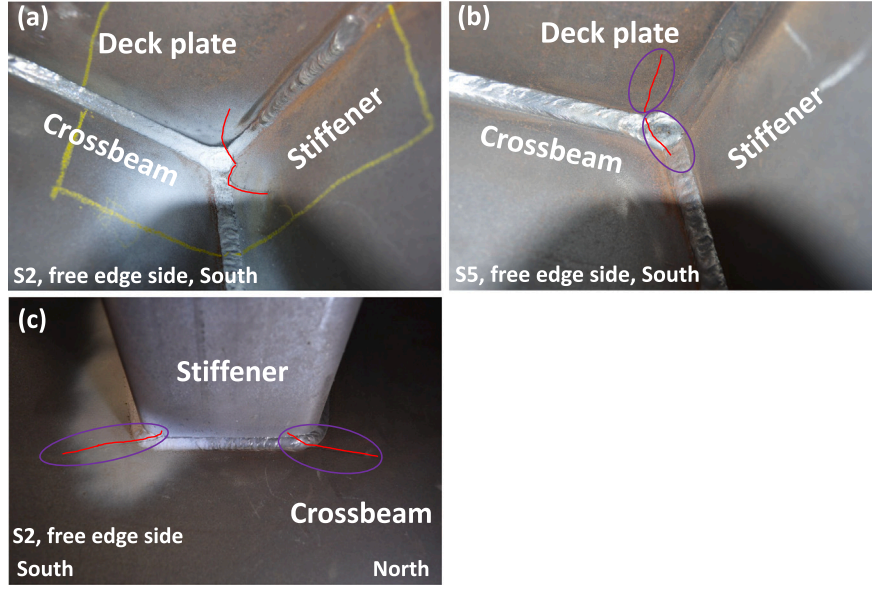 (a)
Deck plate
Crossbeam
Stiffener
S2, free edge side, South
(b)
Deck plate
Crossbeam
Stiffener
S5, free edge side, South
(c)
Stiffener
Crossbeam
S2, free edge side
South
North